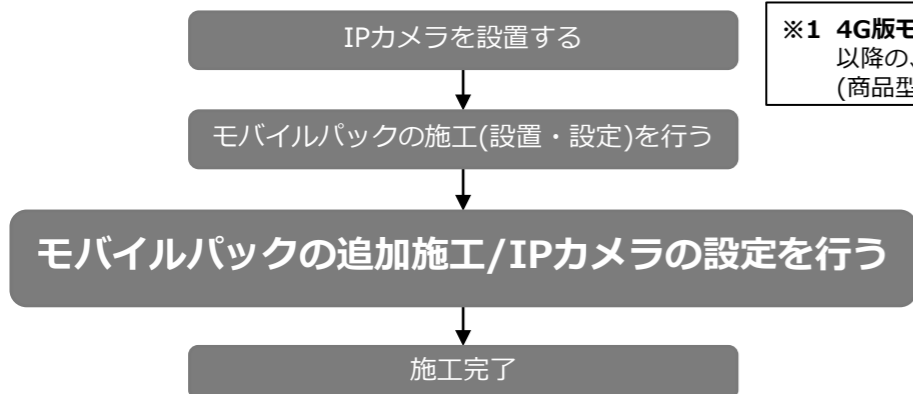 IPカメラを設置する
※1 4G版モ
以降の、
(商品型
モバイルパックの施工(設置・設定)を行う
モバイルパックの追加施工/IPカメラの設定を行う
施工完了